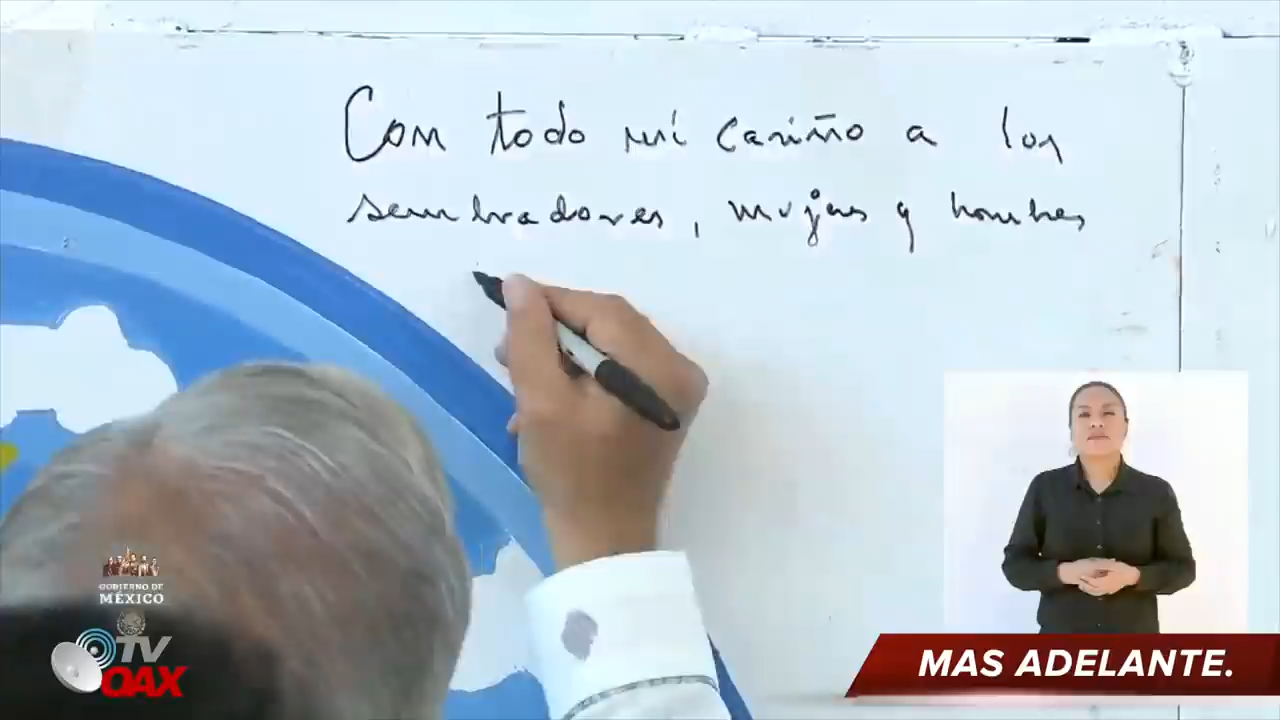 Con todo mi cariño a los
sembradores, mujeres y hombres
GOBIERNO DE
MÉXICO
TV
OAX
MAS ADELANTE.